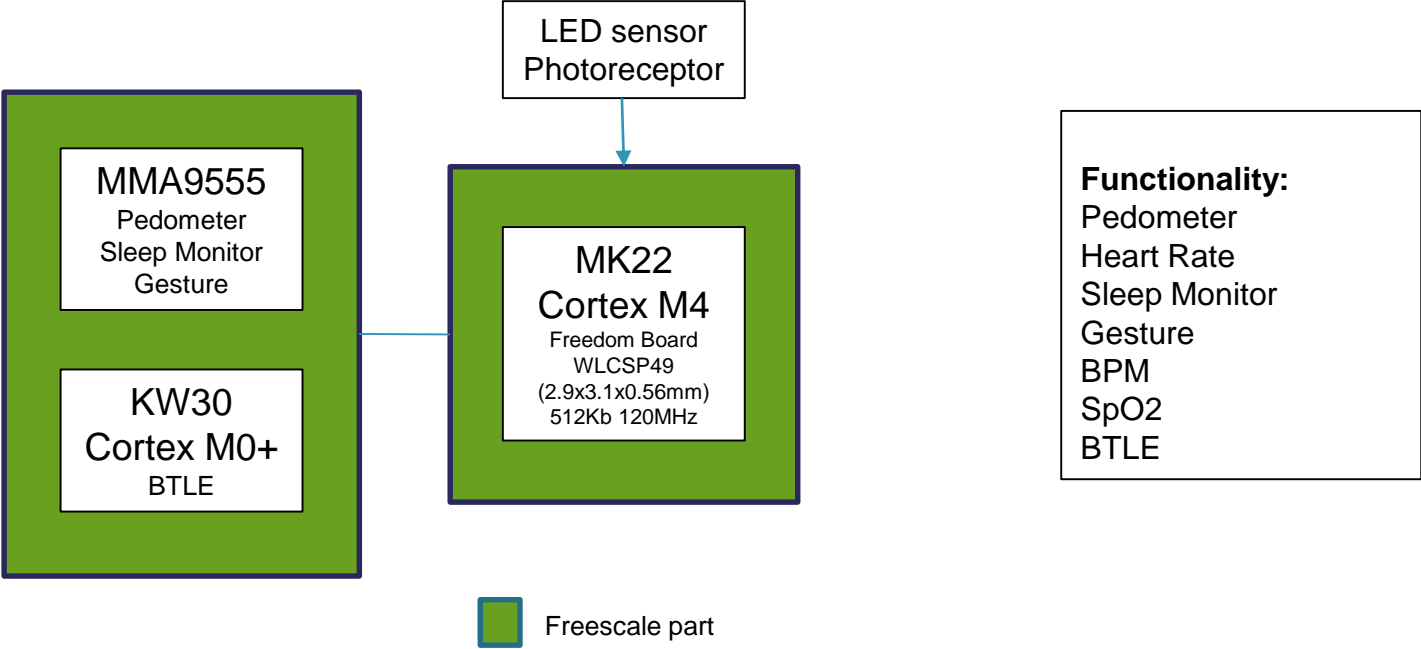 LED sensor
Photoreceptor
MMA9555
Pedometer
Sleep Monitor
Gesture
KW30
Cortex M0+
BTLE
MK22
Cortex M4
Freedom Board
WLCSP49
(2.9x3.1x0.56mm)
512Kb 120MHz
Functionality:
Pedometer
Heart Rate
Sleep Monitor
Gesture
BPM
SpO2
BTLE
Freescale part